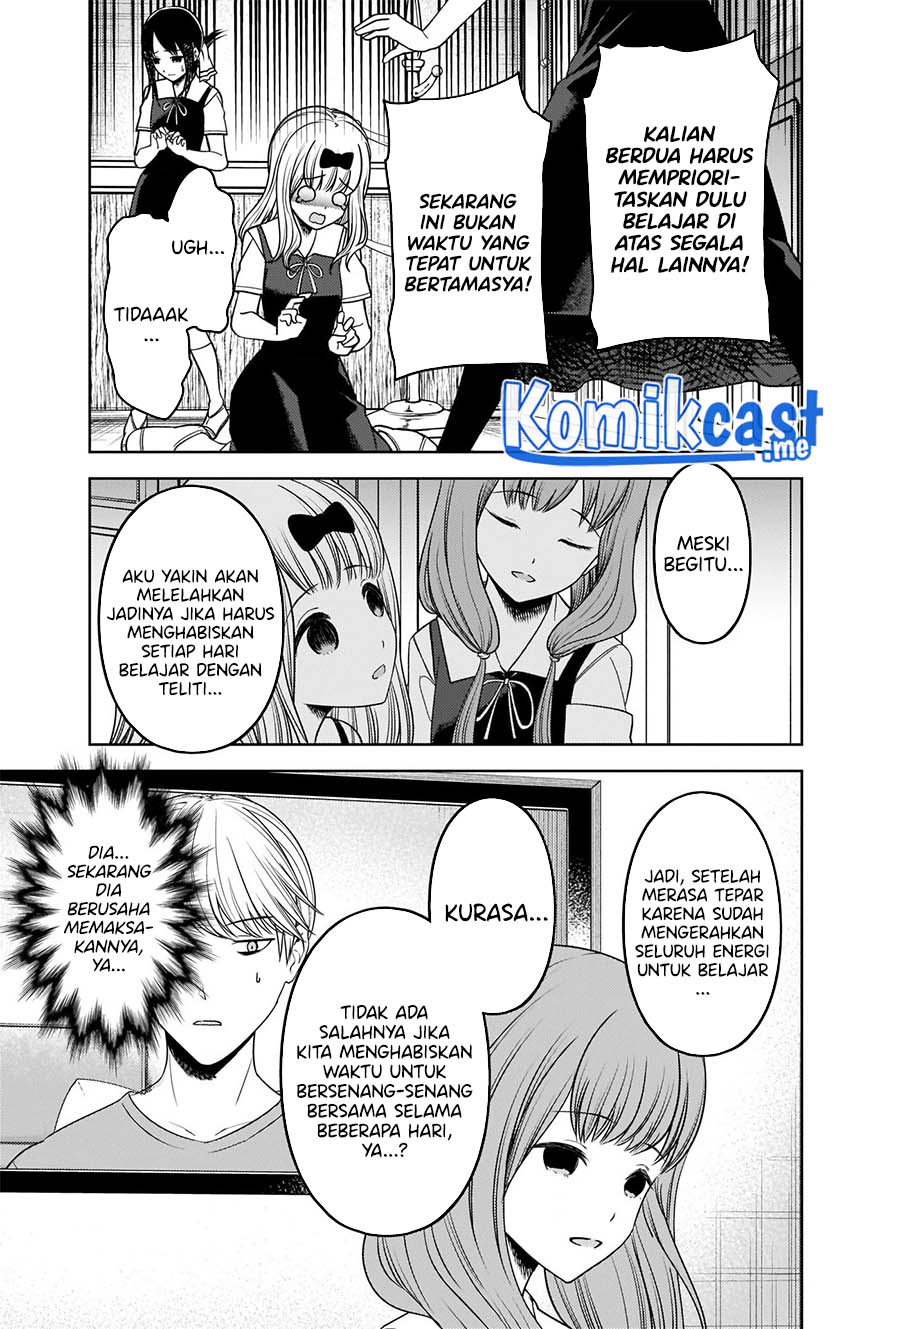 KALIAN
BERDUA HARUS
MEMPRIORI-
TASKAN DULU
BELAJAR DI
ATAS SEGALA
HAL LAINNYA!
SEKARANG
INI BUKAN
WAKTU YANG
TEPAT UNTUK
BERTAMASYA!
UGH...
TIDAAAK
...
Komikcast
.me
MESKI
BEGITU...
AKU YAKIN AKAN
MELELAHKAN
JADINYA JIKA HARUS
MENGHABISKAN
SETIAP HARI
BELAJAR DENGAN
TELITI...
JADI, SETELAH
MERASA TEPAR
KARENA SUDAH
MENGERAHKAN
SELURUH ENERGI
UNTUK BELAJAR
...
KURASA...
TIDAK ADA
SALAHNYA JIKA
KITA MENGHABISKAN
WAKTU UNTUK
BERSENANG-SENANG
BERSAMA SELAMA
BEBERAPA HARI,
YA...?
DIA...
SEKARANG
DIA
BERUSAHA
MEMAKSA-
KANNYA,
YA...